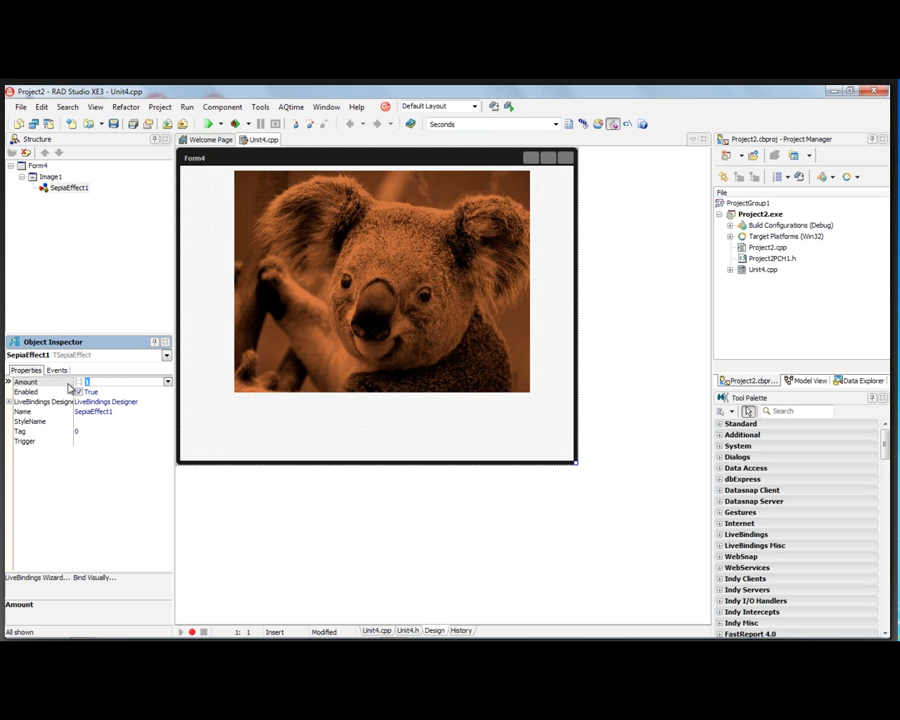 Project2 - RAD Studio XE3 - Unit4.cpp
File Edit Search View Refactor Project Run Component Tools AQtime Window Help
Default Layout
Seconds
Structure
Form4
Image1
SepiaEffect1
Welcome Page
Unit4.cpp
Form4
Object Inspector
SepiaEffect1 TSepiaEffect
Properties Events
Amount 1
Enabled True
LiveBindings Designer LiveBindings Designer
Name SepiaEffect1
StyleName
Tag 0
Trigger
LiveBindings Wizard... Bind Visually...
Amount
All shown
1: 1 Insert Modified
Unit4.cpp Unit4.h Design History
Project2.cbproj - Project Manager
File
ProjectGroup1
Project2.exe
Build Configurations (Debug)
Target Platforms (Win32)
Project2.cpp
Project2PCH1.h
Unit4.cpp
Project2.cbpr... Model View Data Explorer
Tool Palette
Search
Standard
Additional
System
Dialogs
Data Access
dbExpress
Datasnap Client
Datasnap Server
Gestures
Internet
LiveBindings
LiveBindings Misc
WebSnap
WebServices
Indy Clients
Indy Servers
Indy I/O Handlers
Indy Intercepts
Indy Misc
FastReport 4.0